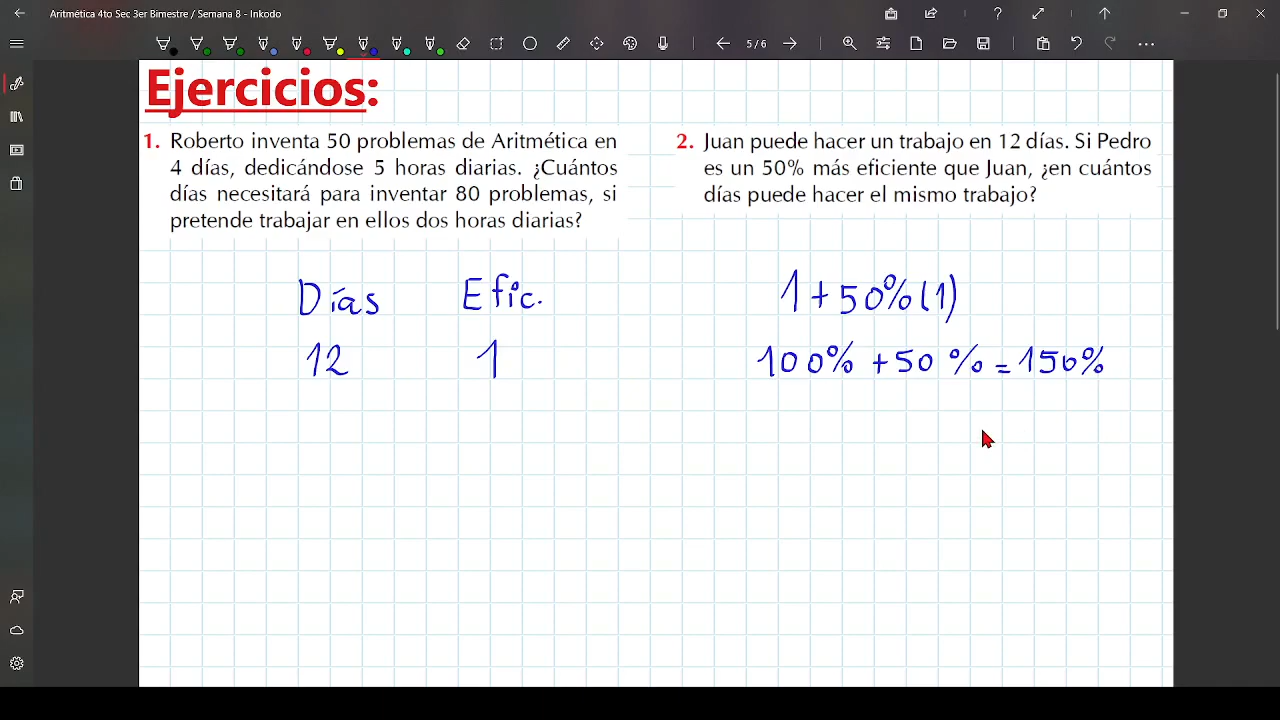 Aritmética 4to Sec 3er Bimestre / Semana 8 - Inkodo
5/6
Ejercicios:
1. Roberto inventa 50 problemas de Aritmética en
4 días, dedicándose 5 horas diarias. ¿Cuántos
días necesitará para inventar 80 problemas, si
pretende trabajar en ellos dos horas diarias?
2. Juan puede hacer un trabajo en 12 días. Si Pedro
es un 50% más eficiente que Juan, ¿en cuántos
días puede hacer el mismo trabajo?
Días Efic.
12 1
1 + 50% (1)
100% + 50 % = 150%